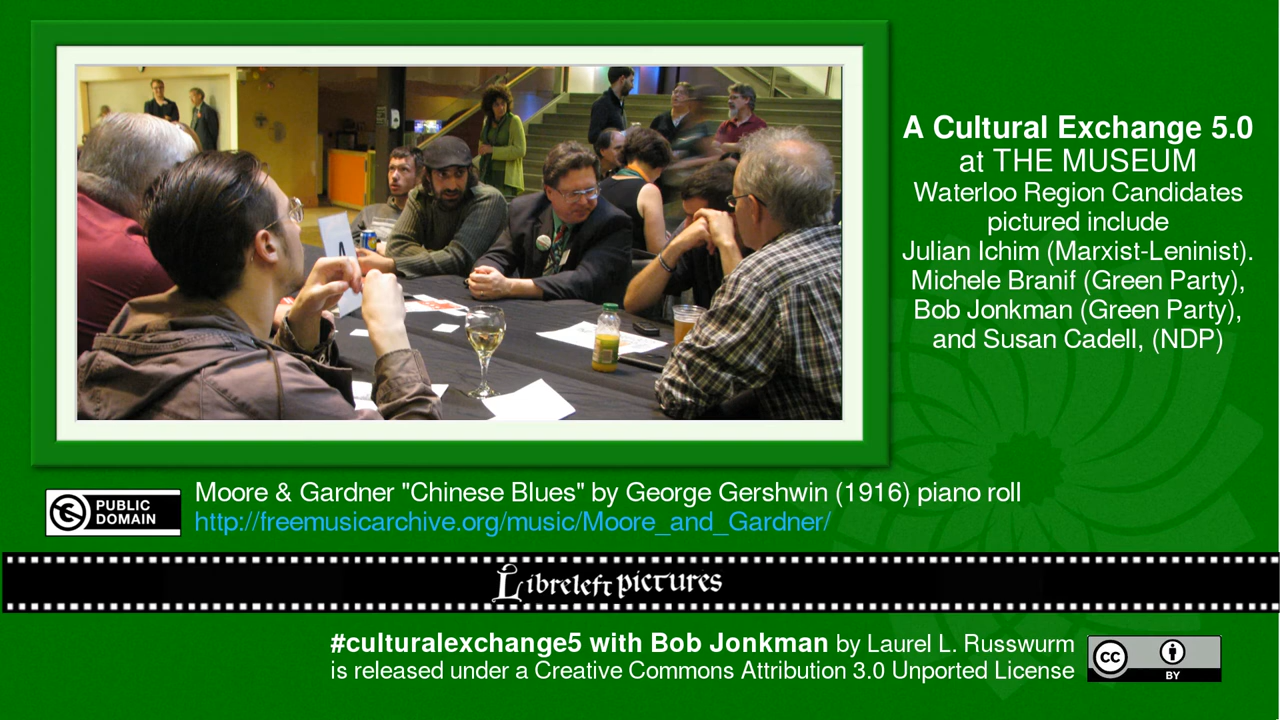 A Cultural Exchange 5.0
at THE MUSEUM
Waterloo Region Candidates
pictured include
Julian Ichim (Marxist-Leninist).
Michele Branif (Green Party),
Bob Jonkman (Green Party),
and Susan Cadell, (NDP)
A
PUBLIC
DOMAIN
Moore & Gardner "Chinese Blues" by George Gershwin (1916) piano roll
http://freemusicarchive.org/music/Moore_and_Gardner/
Libreleft pictures
#culturalexchange5 with Bob Jonkman by Laurel L. Russwurm
is released under a Creative Commons Attribution 3.0 Unported License
cc
BY